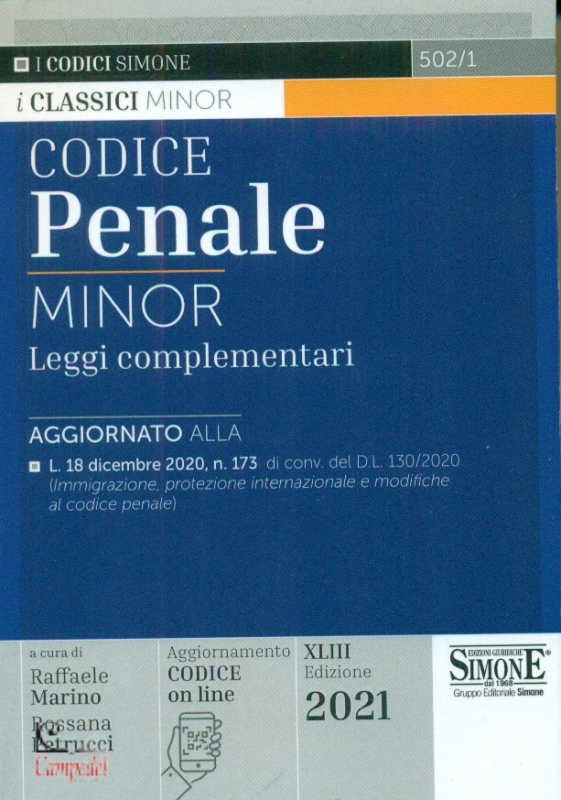 I CODICI SIMONE
502/1
i CLASSICI MINOR
CODICE
Penale
MINOR
Leggi complementari
AGGIORNATO ALLA
L. 18 dicembre 2020, n. 173 di conv. del D.L. 130/2020
(Immigrazione, protezione internazionale e modifiche
al codice penale)
a cura di
Raffaele
Marino
Rossana
Petrucci
Campedel
Aggiornamento
CODICE
on line
XLIII
Edizione
2021
EDIZIONI GIURIDICHE
SIMONE®
dal 1968
Gruppo Editoriale Simone